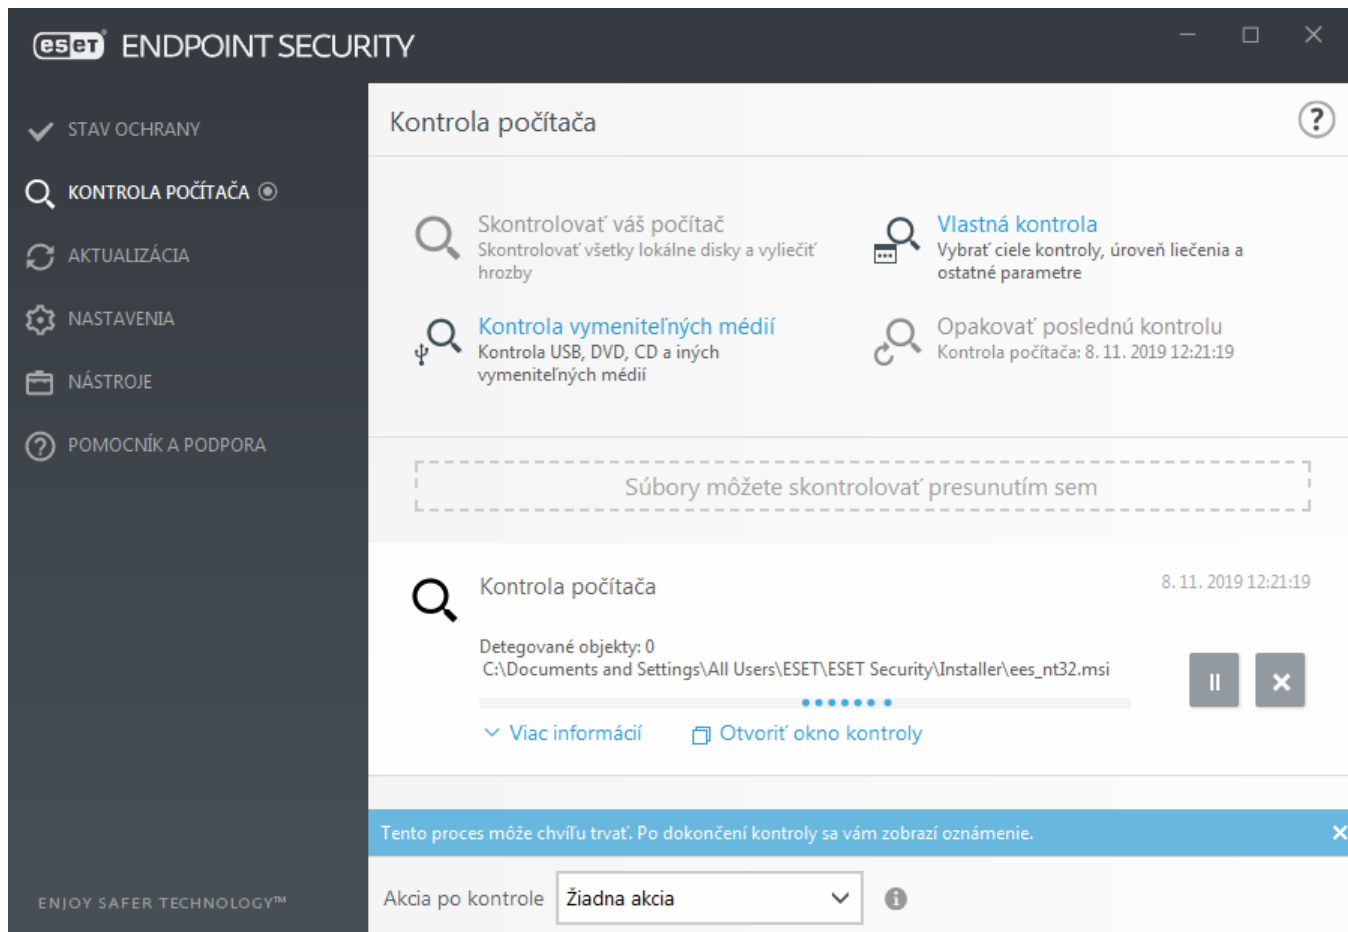 eset ENDPOINT SECURITY
STAV OCHRANY
KONTROLA POČÍTAČA
AKTUALIZÁCIA
NASTAVENIA
NÁSTROJE
POMOCNÍK A PODPORA
ENJOY SAFER TECHNOLOGY™
Kontrola počítača
?
Skontrolovať váš počítač
Skontrolovať všetky lokálne disky a vyliečiť
hrozby
Vlastná kontrola
Vybrať ciele kontroly, úroveň liečenia a
ostatné parametre
Kontrola vymeniteľných médií
Kontrola USB, DVD, CD a iných
vymeniteľných médií
Opakovať poslednú kontrolu
Kontrola počítača: 8. 11. 2019 12:21:19
Súbory môžete skontrolovať presunutím sem
Kontrola počítača
8. 11. 2019 12:21:19
Detegované objekty: 0
C:\Documents and Settings\All Users\ESET\ESET Security\Installer\ees_nt32.msi
Viac informácií
Otvoriť okno kontroly
Tento proces môže chvíľu trvať. Po dokončení kontroly sa vám zobrazí oznámenie.
Akcia po kontrole
Žiadna akcia